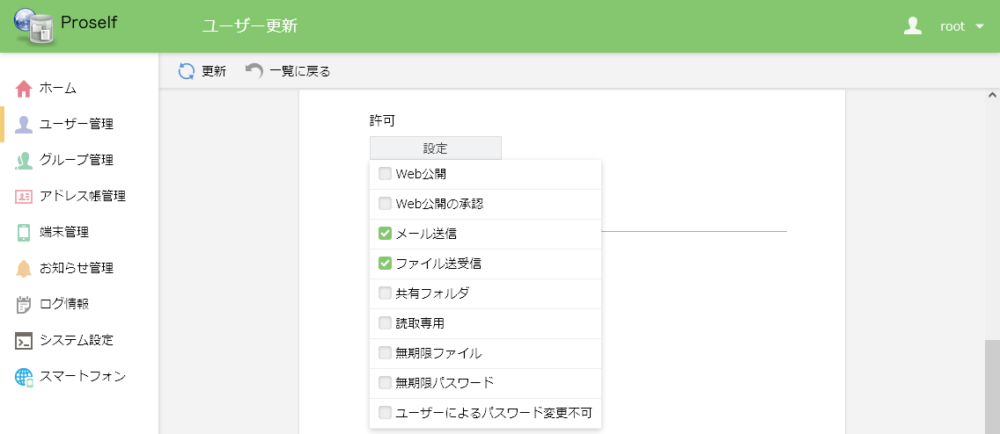 Proself
ユーザー更新
root
更新
一覧に戻る
ホーム
ユーザー管理
グループ管理
アドレス帳管理
端末管理
お知らせ管理
ログ情報
システム設定
スマートフォン
許可
設定
Web公開
Web公開の承認
メール送信
ファイル送受信
共有フォルダ
読取専用
無期限ファイル
無期限パスワード
ユーザーによるパスワード変更不可